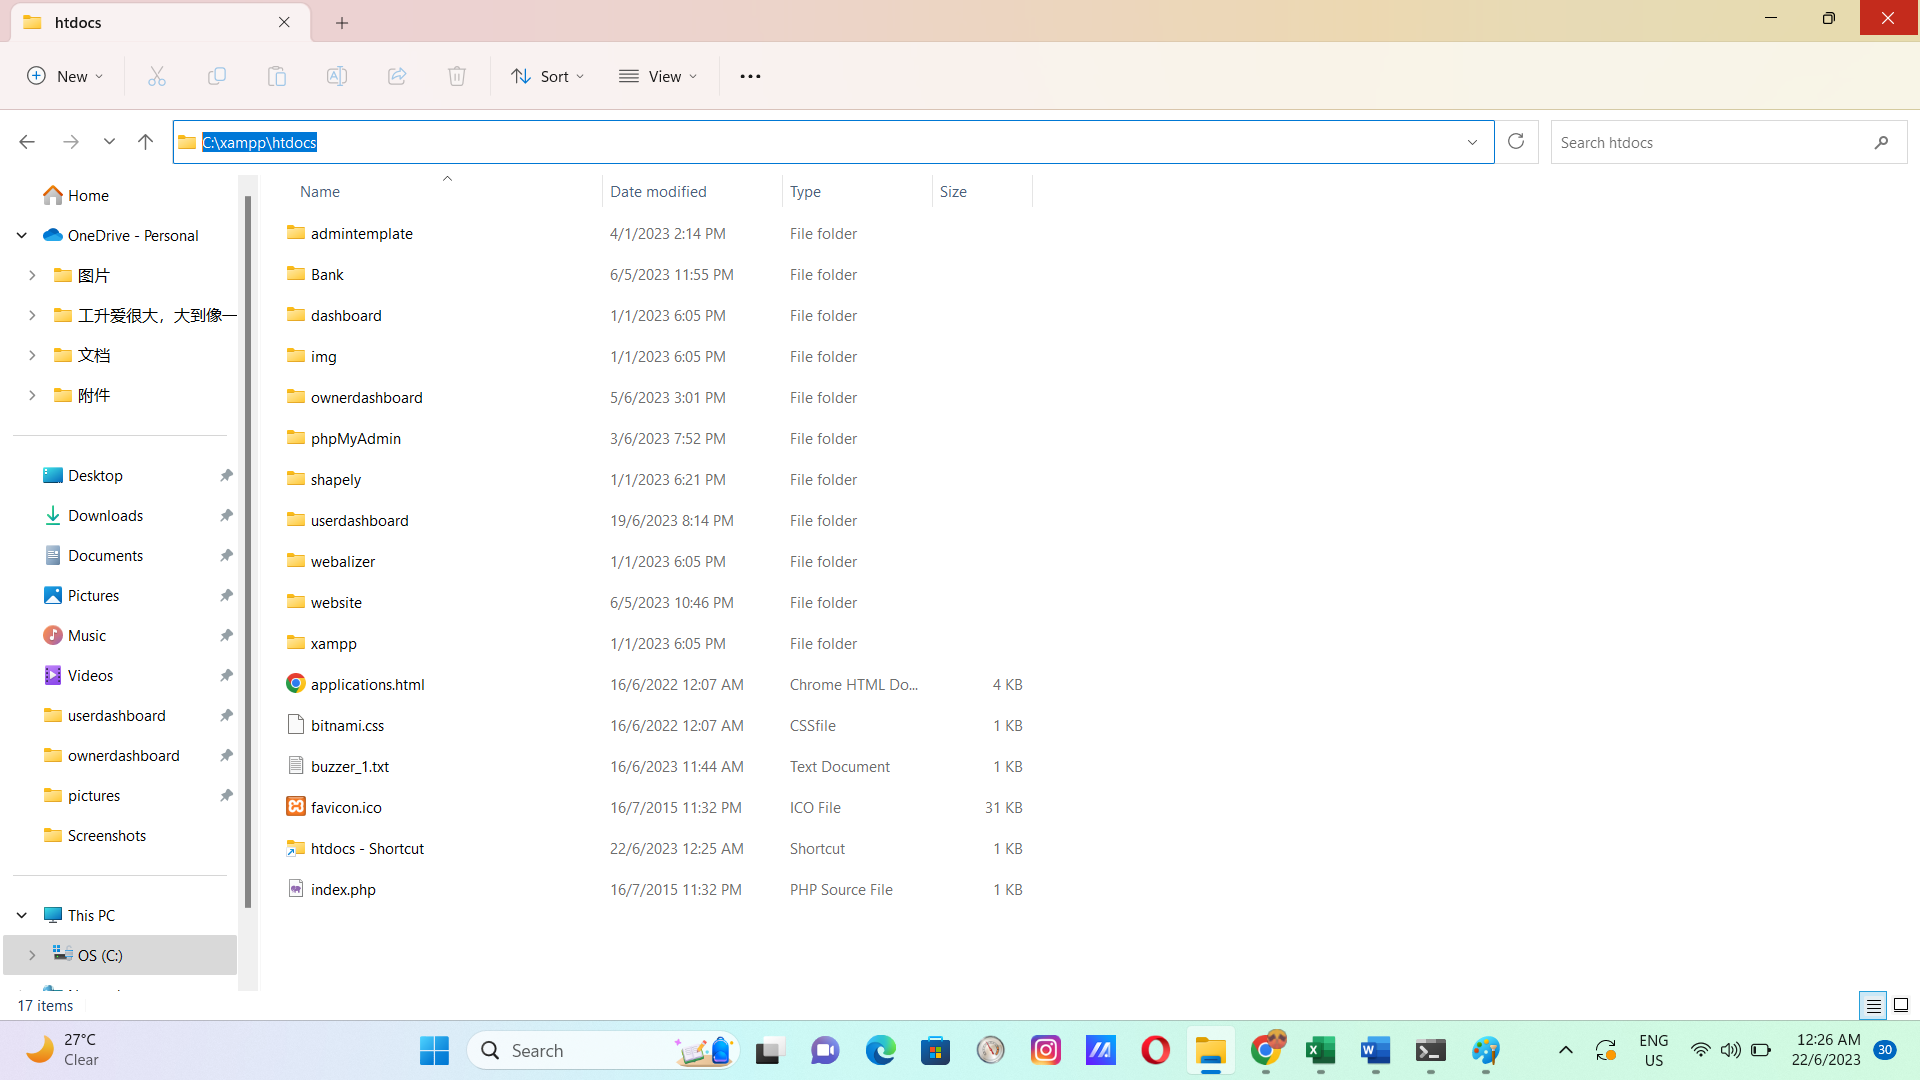 htdocs
New
Sort
View
C:\xampp\htdocs
Search htdocs
Home
OneDrive - Personal
图片
工升爱很大，大到像一
文档
附件
Desktop
Downloads
Documents
Pictures
Music
Videos
userdashboard
ownerdashboard
pictures
Screenshots
This PC
OS (C:)
Name Date modified Type Size
admintemplate 4/1/2023 2:14 PM File folder
Bank 6/5/2023 11:55 PM File folder
dashboard 1/1/2023 6:05 PM File folder
img 1/1/2023 6:05 PM File folder
ownerdashboard 5/6/2023 3:01 PM File folder
phpMyAdmin 3/6/2023 7:52 PM File folder
shapely 1/1/2023 6:21 PM File folder
userdashboard 19/6/2023 8:14 PM File folder
webalizer 1/1/2023 6:05 PM File folder
website 6/5/2023 10:46 PM File folder
xampp 1/1/2023 6:05 PM File folder
applications.html 16/6/2022 12:07 AM Chrome HTML Do... 4 KB
bitnami.css 16/6/2022 12:07 AM CSSfile 1 KB
buzzer_1.txt 16/6/2023 11:44 AM Text Document 1 KB
favicon.ico 16/7/2015 11:32 PM ICO File 31 KB
htdocs - Shortcut 22/6/2023 12:25 AM Shortcut 1 KB
index.php 16/7/2015 11:32 PM PHP Source File 1 KB
17 items
27°C
Clear
Search
ENG
US
12:26 AM
22/6/2023
30